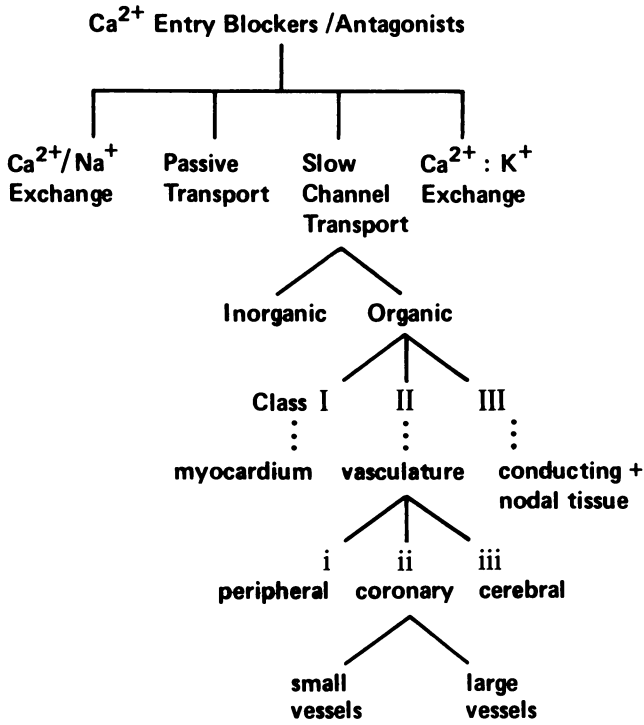 Ca2+ Entry Blockers /Antagonists
Ca2+/Na+ Exchange
Passive Transport
Slow Channel Transport
Ca2+ : K+ Exchange
Inorganic Organic
Class I II III
myocardium vasculature conducting + nodal tissue
i ii iii
peripheral coronary cerebral
small vessels
large vessels